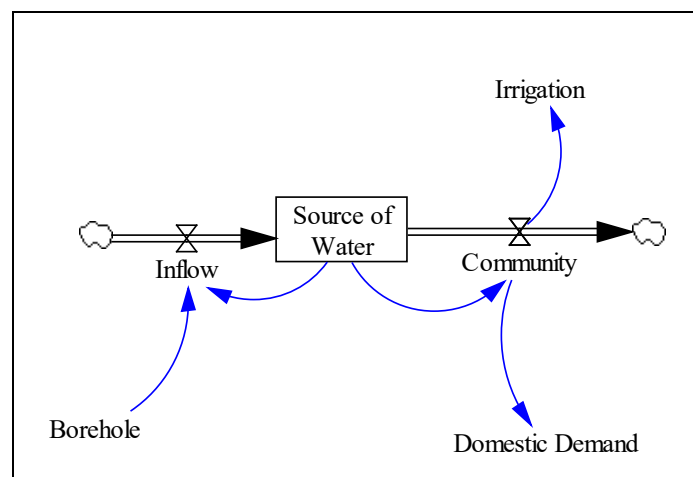 Irrigation
Source of
Water
Inflow
Community
Borehole
Domestic Demand